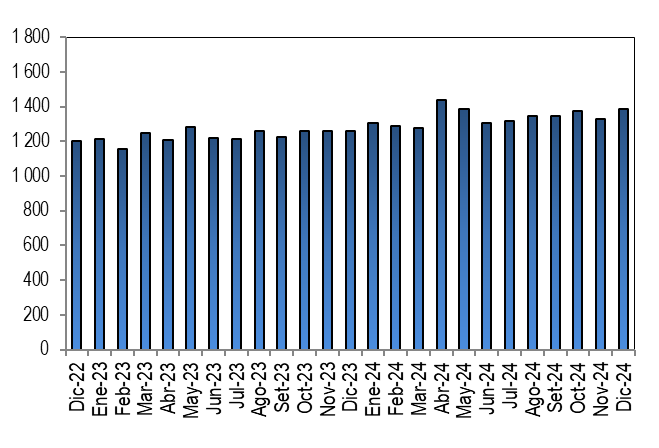 1 800
1 600
1 400
1 200
1 000
800
600
400
200
0
Dic-22
Ene-23
Feb-23
Mar-23
Abr-23
May-23
Jun-23
Jul-23
Ago-23
Set-23
Oct-23
Nov-23
Dic-23
Ene-24
Feb-24
Mar-24
Abr-24
May-24
Jun-24
Jul-24
Ago-24
Set-24
Oct-24
Nov-24
Dic-24